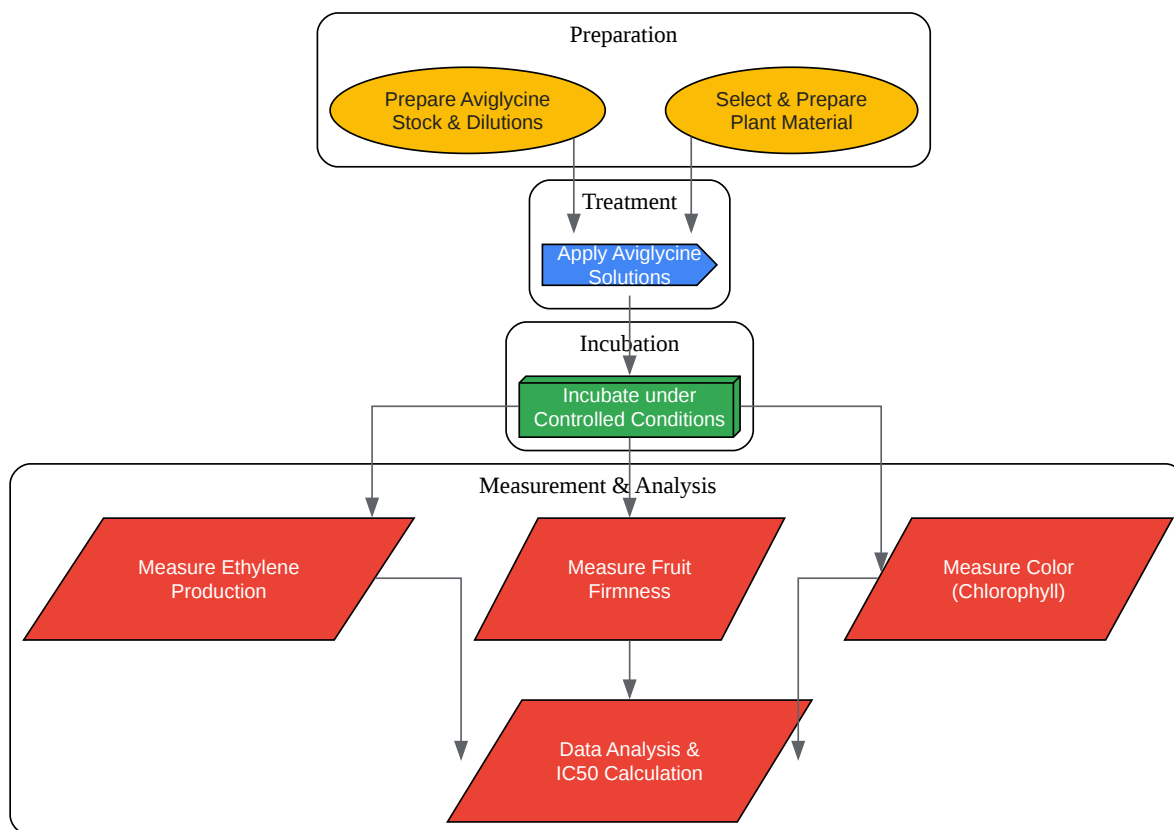 Preparation
Prepare Aviglycine
Stock & Dilutions
Select & Prepare
Plant Material
Treatment
Apply Aviglycine
Solutions
Incubation
Incubate under
Controlled Conditions
Measurement & Analysis
Measure Ethylene
Production
Measure Fruit
Firmness
Measure Color
(Chlorophyll)
Data Analysis &
IC50 Calculation